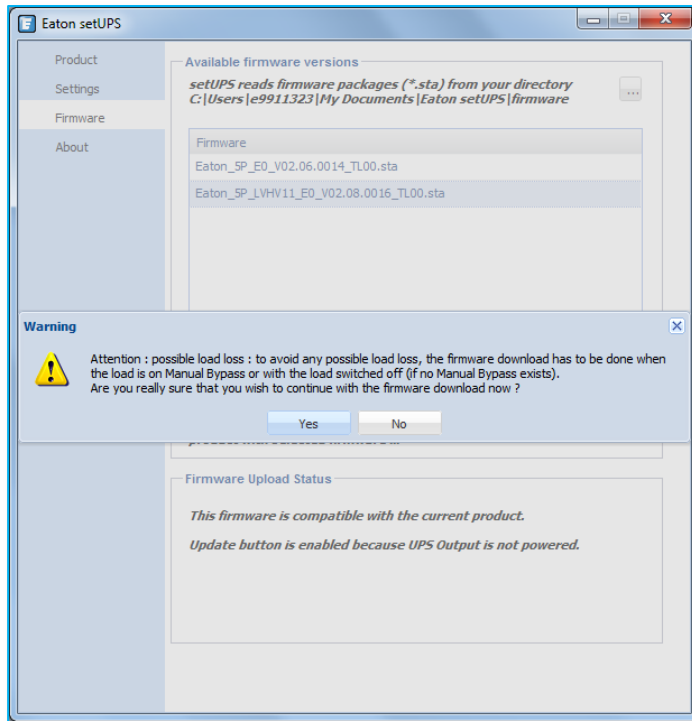 Eaton setUPS
Product
Settings
Firmware
About
Available firmware versions
setUPS reads firmware packages (*.sta) from your directory
C:\Users\e9911323\My Documents\Eaton setUPS\firmware
...
Firmware
Eaton_5P_E0_V02.06.0014_TL00.sta
Eaton_5P_LVHV11_E0_V02.08.0016_TL00.sta
Warning
Attention : possible load loss : to avoid any possible load loss, the firmware download has to be done when
the load is on Manual Bypass or with the load switched off (if no Manual Bypass exists).
Are you really sure that you wish to continue with the firmware download now ?
Yes
No
Firmware Upload Status
This firmware is compatible with the current product.
Update button is enabled because UPS Output is not powered.